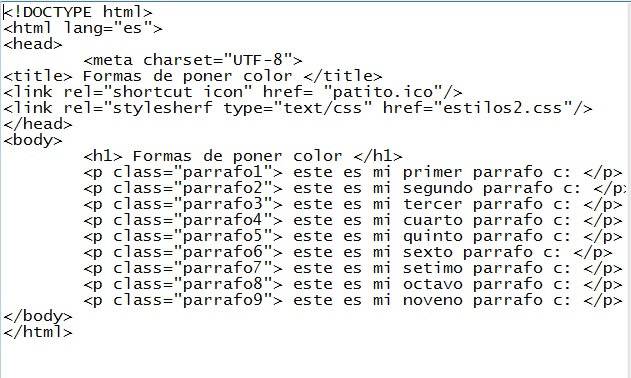 <!DOCTYPE html>
<html lang="es">
<head>
<meta charset="UTF-8">
<title> Formas de poner color </title>
<link rel="shortcut icon" href= "patito.ico"/>
<link rel="stylesherf type="text/css" href="estilos2.css"/>
</head>
<body>
<h1> Formas de poner color </h1>
<p class="parrafo1"> este es mi primer parrafo c: </p>
<p class="parrafo2"> este es mi segundo parrafo c: </p>
<p class="parrafo3"> este es mi tercer parrafo c: </p>
<p class="parrafo4"> este es mi cuarto parrafo c: </p>
<p class="parrafo5"> este es mi quinto parrafo c: </p>
<p class="parrafo6"> este es mi sexto parrafo c: </p>
<p class="parrafo7"> este es mi setimo parrafo c: </p>
<p class="parrafo8"> este es mi octavo parrafo c: </p>
<p class="parrafo9"> este es mi noveno parrafo c: </p>
</body>
</html>